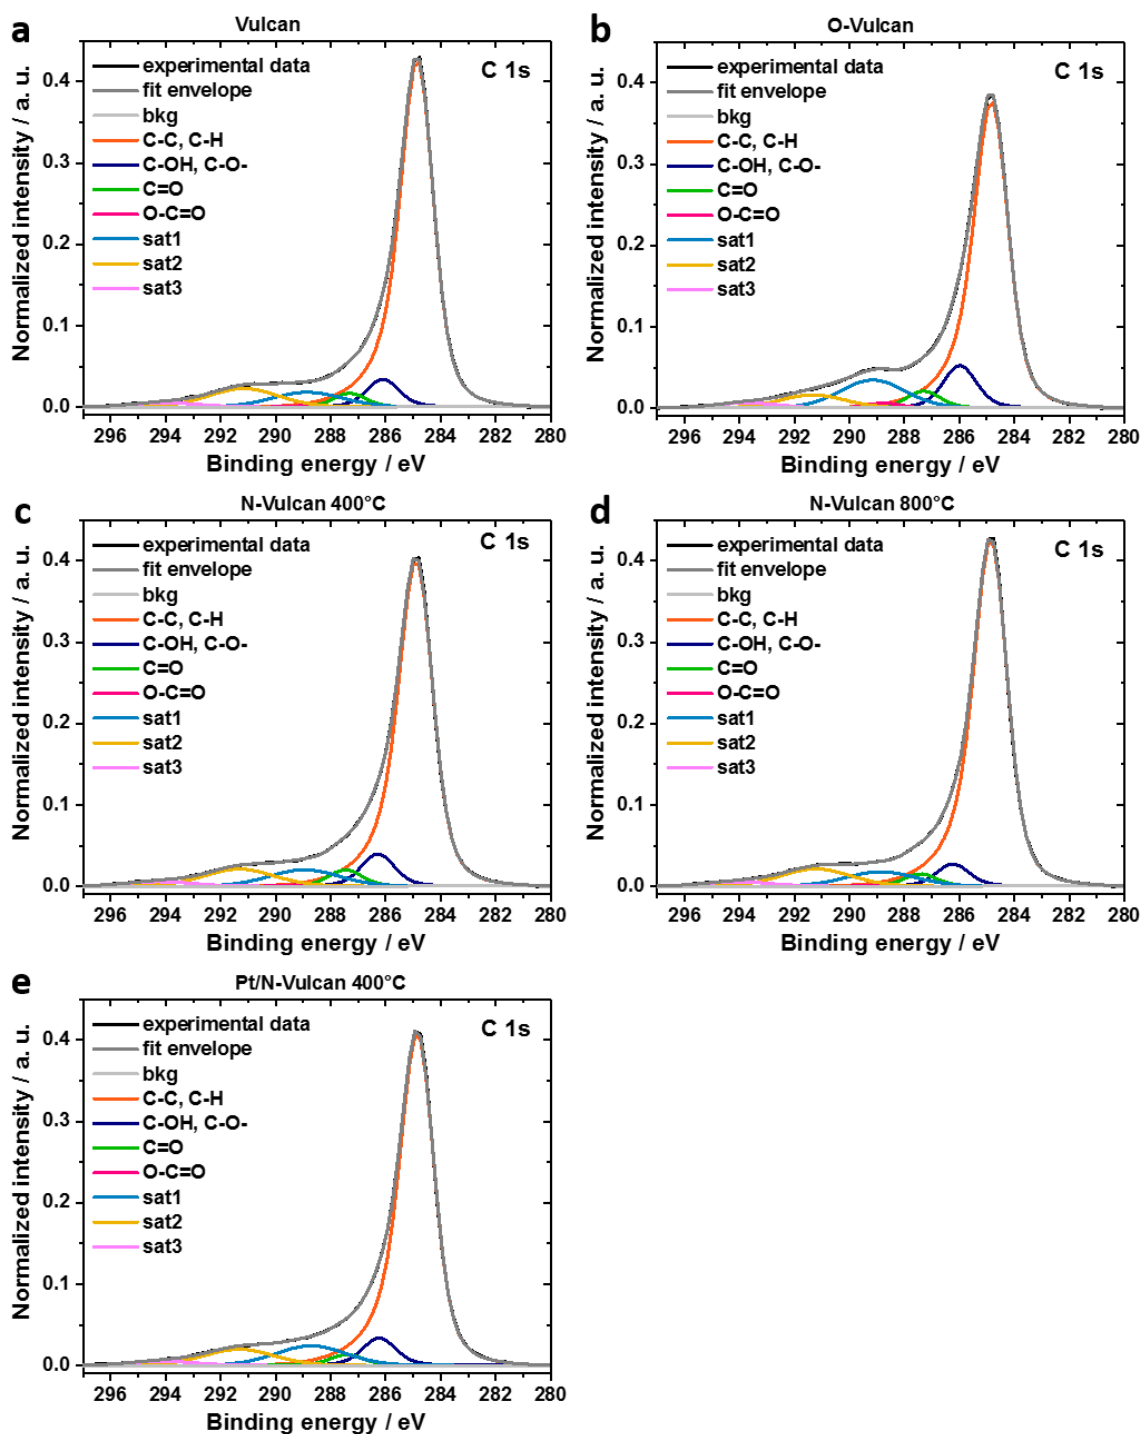 a
Vulcan
C 1s
experimental data
fit envelope
bkg
C-C, C-H
C-OH, C-O-
C=O
O-C=O
sat1
sat2
sat3
Normalized intensity / a. u.
0.4
0.3
0.2
0.1
0.0
296 294 292 290 288 286 284 282 280
Binding energy / eV
b
O-Vulcan
C 1s
experimental data
fit envelope
bkg
C-C, C-H
C-OH, C-O-
C=O
O-C=O
sat1
sat2
sat3
Normalized intensity / a. u.
0.4
0.3
0.2
0.1
0.0
296 294 292 290 288 286 284 282 280
Binding energy / eV
c
N-Vulcan 400°C
C 1s
experimental data
fit envelope
bkg
C-C, C-H
C-OH, C-O-
C=O
O-C=O
sat1
sat2
sat3
Normalized intensity / a. u.
0.4
0.3
0.2
0.1
0.0
296 294 292 290 288 286 284 282 280
Binding energy / eV
d
N-Vulcan 800°C
C 1s
experimental data
fit envelope
bkg
C-C, C-H
C-OH, C-O-
C=O
O-C=O
sat1
sat2
sat3
Normalized intensity / a. u.
0.4
0.3
0.2
0.1
0.0
296 294 292 290 288 286 284 282 280
Binding energy / eV
e
Pt/N-Vulcan 400°C
C 1s
experimental data
fit envelope
bkg
C-C, C-H
C-OH, C-O-
C=O
O-C=O
sat1
sat2
sat3
Normalized intensity / a. u.
0.4
0.3
0.2
0.1
0.0
296 294 292 290 288 286 284 282 280
Binding energy / eV